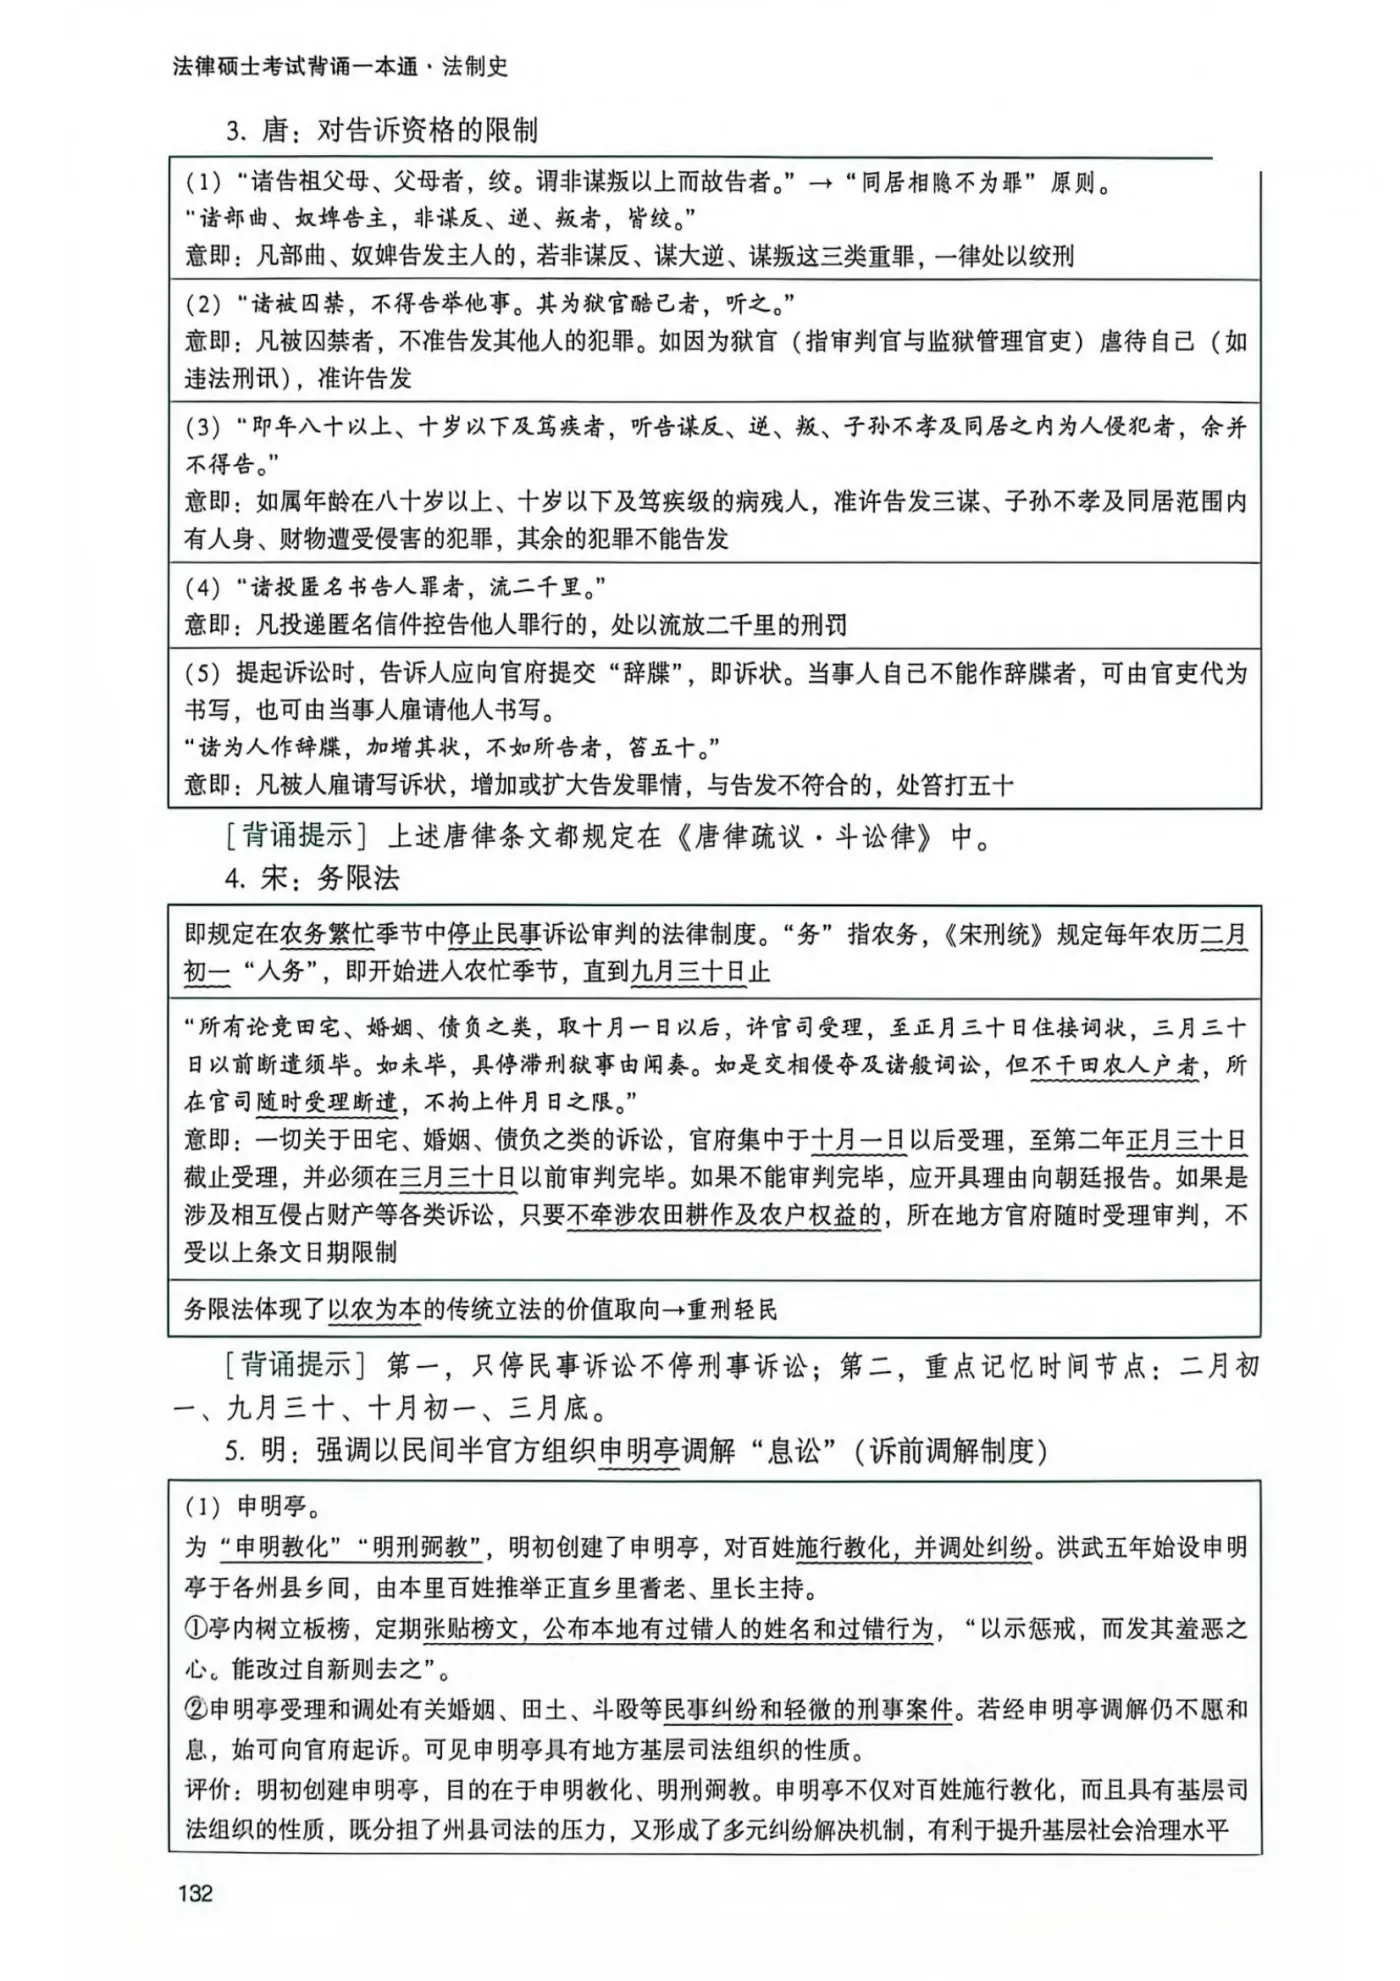 法律硕士考试背诵一本通·法制史
3. 唐：对告诉资格的限制
(1) “诸告祖父母、父母者，绞。谓非谋叛以上而故告者。” → “同居相隐不为罪” 原则。
“诸部曲、奴婢告主，非谋反、逆、叛者，皆绞。”
意即：凡部曲、奴婢告发主人的，若非谋反、谋大逆、谋叛这三类重罪，一律处以绞刑
(2) “诸被囚禁，不得告举他事。其为狱官酷己者，听之。”
意即：凡被囚禁者，不准告发其他人的犯罪。如因为狱官（指审判官与监狱管理官吏）虐待自己（如
违法刑讯），准许告发
(3) “即年八十以上、十岁以下及笃疾者，听告谋反、逆、叛、子孙不孝及同居之内为人侵犯者，余并
不得告。”
意即：如属年龄在八十岁以上、十岁以下及笃疾级的病残人，准许告发三谋、子孙不孝及同居范围内
有人身、财物遭受侵害的犯罪，其余的犯罪不能告发
(4) “诸投匿名书告人罪者，流二千里。”
意即：凡投递匿名信件控告他人罪行的，处以流放二千里的刑罚
(5) 提起诉讼时，告诉人应向官府提交“辞牒”，即诉状。当事人自己不能作辞牒者，可由官吏代为
书写，也可由当事人雇请他人书写。
“诸为人作辞牒，加增其状，不如所告者，笞五十。”
意即：凡被人雇请写诉状，增加或扩大告发罪情，与告发不符合的，处笞打五十
［背诵提示］上述唐律条文都规定在《唐律疏议·斗讼律》中。
4. 宋：务限法
即规定在农务繁忙季节中停止民事诉讼审判的法律制度。“务” 指农务，《宋刑统》规定每年农历二月
初一 “入务”，即开始进入农忙季节，直到九月三十日止
“所有论竞田宅、婚姻、债负之类，取十月一日以后，许官司受理，至正月三十日住接词状，三月三十
日以前断遣须毕。如未毕，具停滞刑狱事由闻奏。如是交相侵夺及诸般词讼，但不干田农人户者，所
在官司随时受理断遣，不拘上件月日之限。”
意即：一切关于田宅、婚姻、债负之类的诉讼，官府集中于十月一日以后受理，至第二年正月三十日
截止受理，并必须在三月三十日以前审判完毕。如果不能审判完毕，应开具理由向朝廷报告。如果是
涉及相互侵占财产等各类诉讼，只要不牵涉农田耕作及农户权益的，所在地方官府随时受理审判，不
受以上条文日期限制
务限法体现了以农为本的传统立法的价值取向→重刑轻民
［背诵提示］第一，只停民事诉讼不停刑事诉讼；第二，重点记忆时间节点：二月初
一、九月三十、十月初一、三月底。
5. 明：强调以民间半官方组织申明亭调解“息讼”（诉前调解制度）
(1) 申明亭。
为“申明教化”“明刑弼教”，明初创建了申明亭，对百姓施行教化，并调处纠纷。洪武五年始设申明
亭于各州县乡间，由本里百姓推举正直乡里耆老、里长主持。
①亭内树立板榜，定期张贴榜文，公布本地有过错人的姓名和过错行为，“以示惩戒，而发其羞恶之
心。能改过自新则去之”。
②申明亭受理和调处有关婚姻、田土、斗殴等民事纠纷和轻微的刑事案件。若经申明亭调解仍不愿和
息，始可向官府起诉。可见申明亭具有地方基层司法组织的性质。
评价：明初创建申明亭，目的在于申明教化、明刑弼教。申明亭不仅对百姓施行教化，而且具有基层司
法组织的性质，既分担了州县司法的压力，又形成了多元纠纷解决机制，有利于提升基层社会治理水平
132